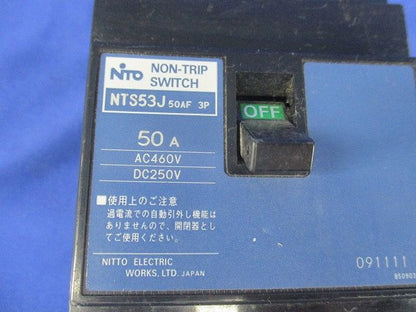 NITO NON-TRIP
SWITCH
NTS53J 50AF 3P
OFF
50 A
AC460V
DC250V
■使用上のご注意
過電流での自動引外し機能は
ありませんので、開閉器とし
てご使用ください。
NITTO ELECTRIC
WORKS, LTD. JAPAN
091111